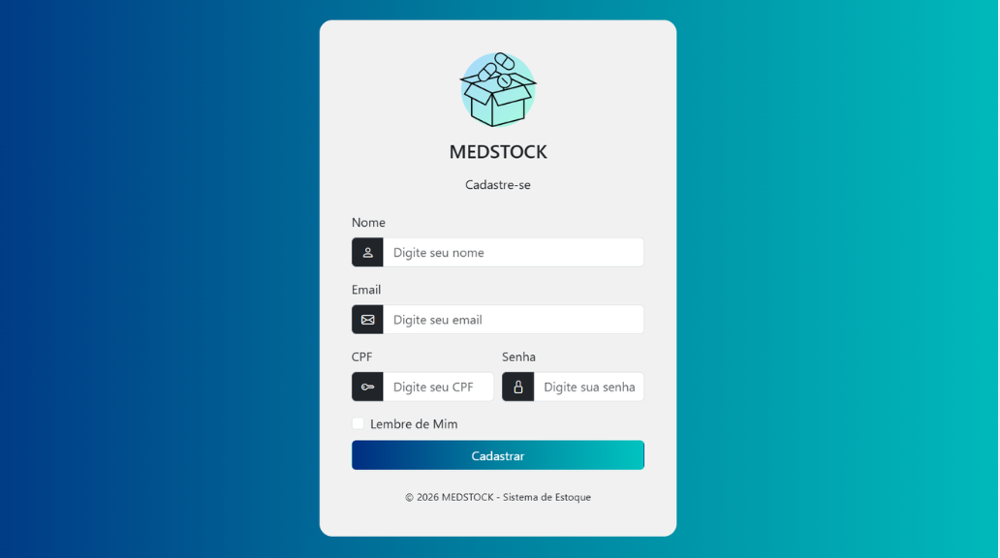 MEDSTOCK
Cadastre-se
Nome
Digite seu nome
Email
Digite seu email
CPF
Senha
Digite seu CPF
Digite sua senha
Lembre de Mim
Cadastrar
© 2026 MEDSTOCK - Sistema de Estoque